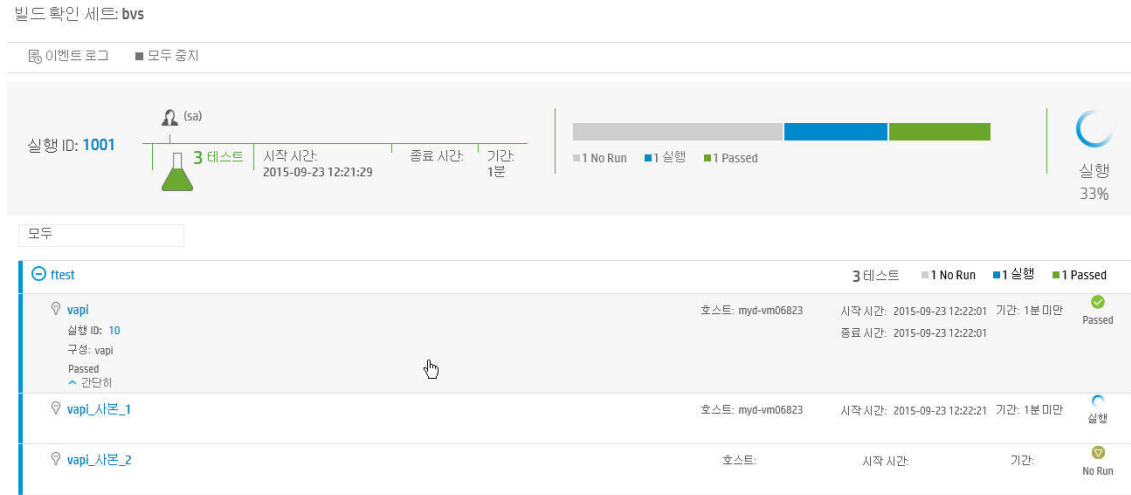 빌드 확인 세트: bvs
이벤트 로그 모두 중지
(sa)
실행 ID: 1001
3 테스트
시작 시간:
2015-09-23 12:21:29
종료 시간:
기간:
1분
1 No Run 1 실행 1 Passed
실행
33%
모두
ftest 3 테스트 1 No Run 1 실행 1 Passed
vapi 호스트: myd-vm06823 시작 시간: 2015-09-23 12:22:01 기간: 1분 미만
실행 ID: 10 종료 시간: 2015-09-23 12:22:01 Passed
구성: vapi
Passed
간단히
vapi_사본_1 호스트: myd-vm06823 시작 시간: 2015-09-23 12:22:21 기간: 1분 미만 실행
vapi_사본_2 호스트: 시작 시간: 기간: No Run